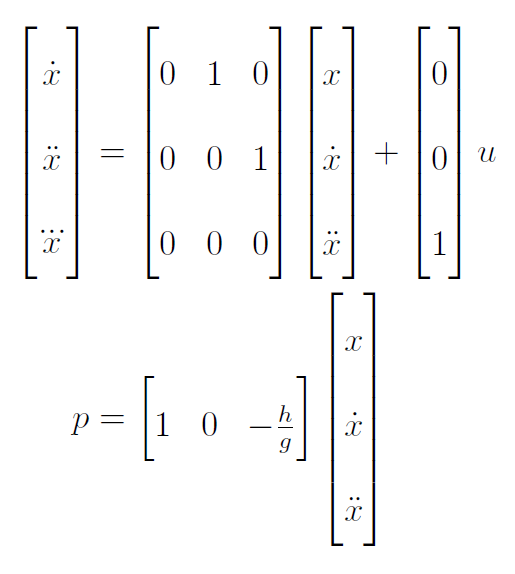 [ẋ ẍ x⃛] = [0 1 0 0 0 1 0 0 0] [x ẋ ẍ] + [0 0 1] u
p = [1 0 −h/g] [x ẋ ẍ]